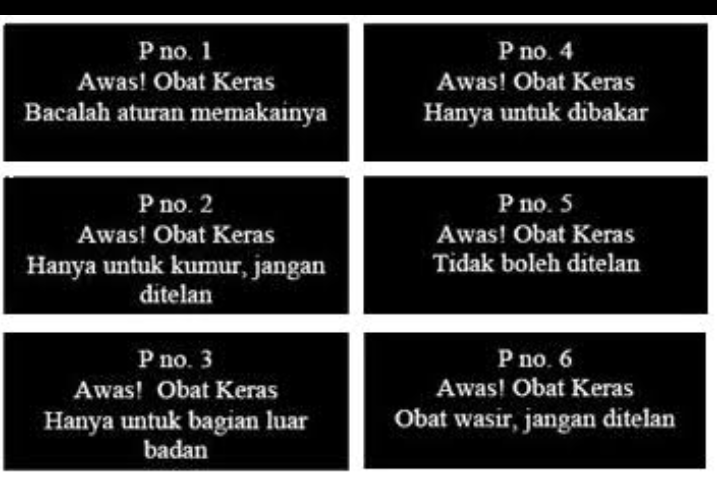 P no. 1
Awas! Obat Keras
Bacalah aturan memakainya
P no. 2
Awas! Obat Keras
Hanya untuk kumur, jangan
ditelan
P no. 3
Awas! Obat Keras
Hanya untuk bagian luar
badan
P no. 4
Awas! Obat Keras
Hanya untuk dibakar
P no. 5
Awas! Obat Keras
Tidak boleh ditelan
P no. 6
Awas! Obat Keras
Obat wasir, jangan ditelan